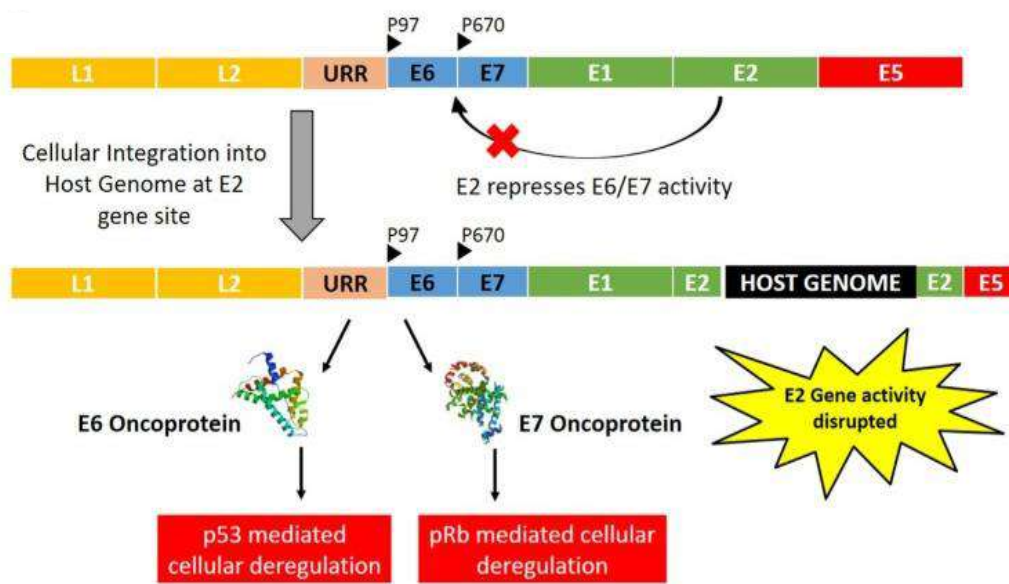 P97 P670
L1 L2 URR E6 E7 E1 E2 E5
Cellular Integration into
Host Genome at E2
gene site
E2 represses E6/E7 activity
P97 P670
L1 L2 URR E6 E7 E1 E2 HOST GENOME E2 E5
E6 Oncoprotein
E7 Oncoprotein
E2 Gene activity
disrupted
p53 mediated
cellular deregulation
pRb mediated cellular
deregulation